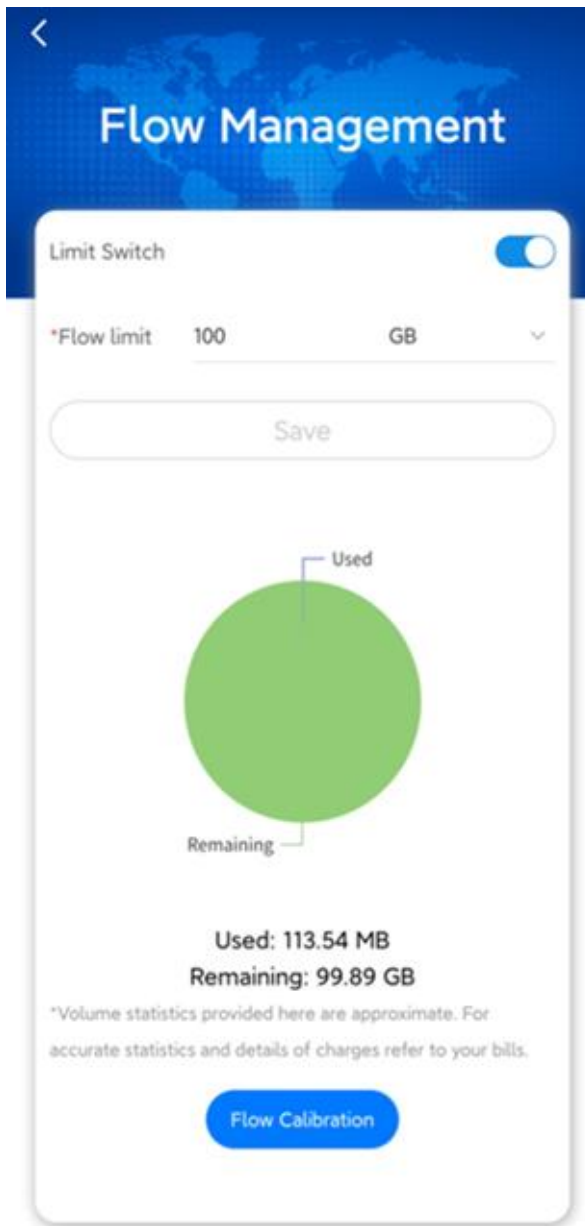 Flow Management
Limit Switch
*Flow limit 100 GB
Save
Used
Remaining
Used: 113.54 MB
Remaining: 99.89 GB
*Volume statistics provided here are approximate. For
accurate statistics and details of charges refer to your bills.
Flow Calibration